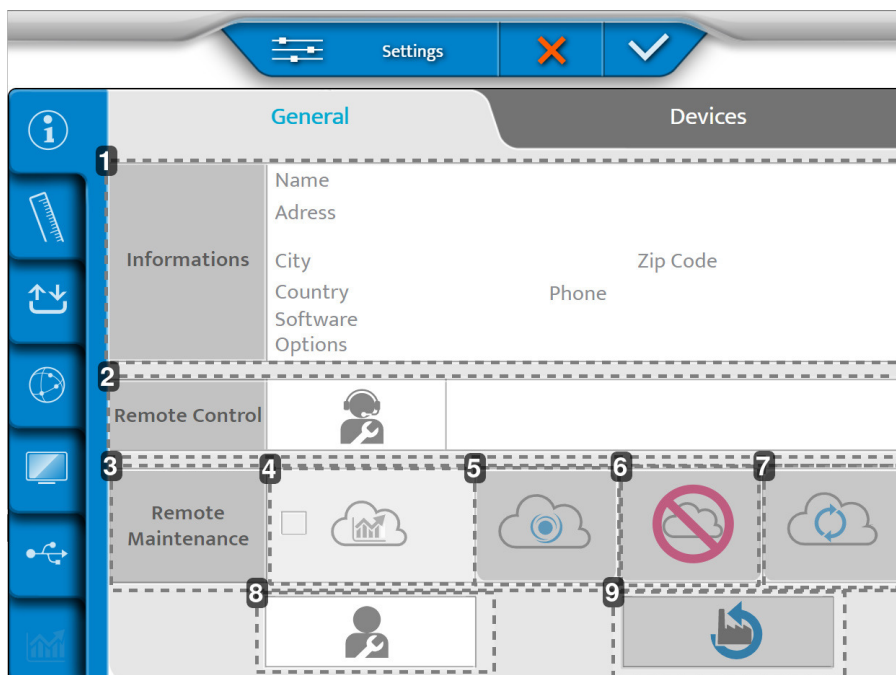 Settings
General
Devices
1
Informations
Name
Adress
City
Zip Code
Country
Phone
Software
Options
2
Remote Control
3
Remote
Maintenance
4
5
6
7
8
9